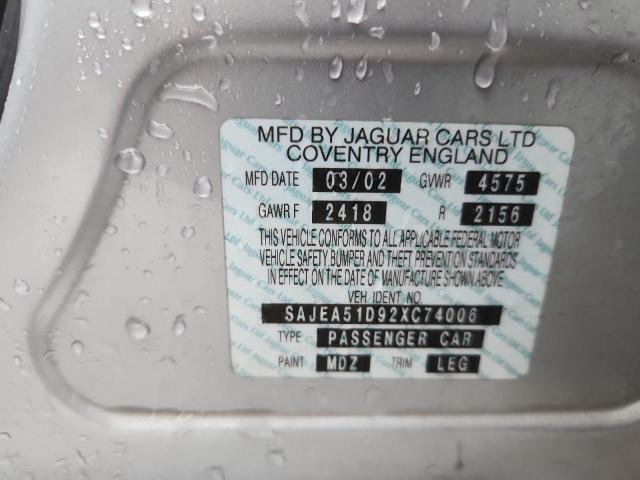 MFD BY JAGUAR CARS LTD
COVENTRY ENGLAND
MFD DATE 03/02 GVWR 4575
GAWR F 2418 R 2156
THIS VEHICLE CONFORMS TO ALL APPLICABLE FEDERAL MOTOR
VEHICLE SAFETY BUMPER AND THEFT PREVENTION STANDARDS
IN EFFECT ON THE DATE OF MANUFACTURE SHOWN ABOVE
VEH. IDENT NO.
SAJEA51D92XC74006
TYPE PASSENGER CAR
PAINT MDZ TRIM LEG